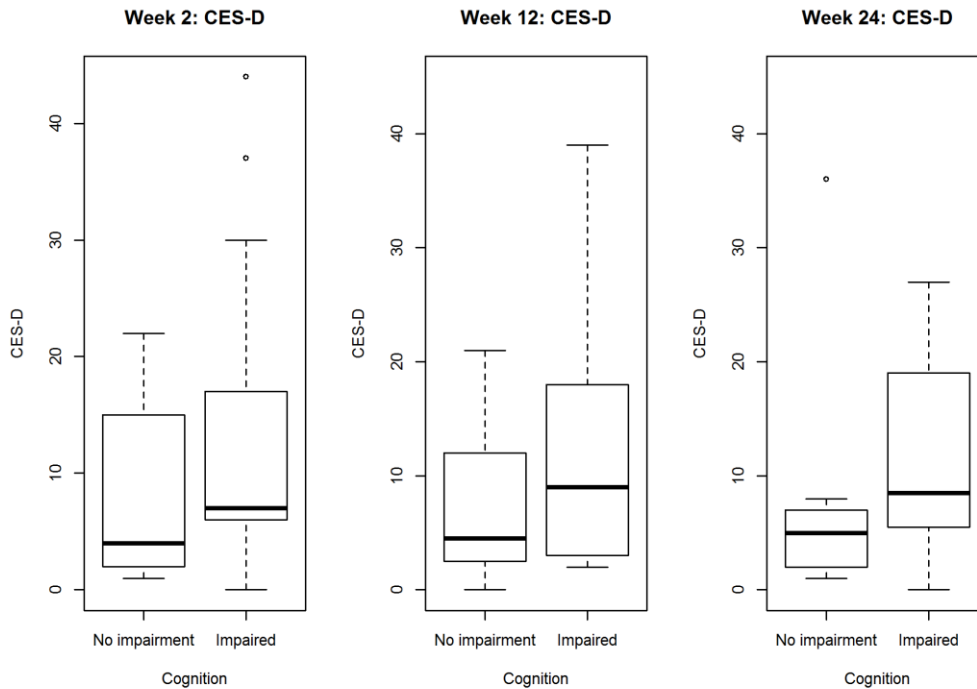 Week 2: CES-D
CES-D
0
10
20
30
40
No impairment
Impaired
Cognition
Week 12: CES-D
CES-D
0
10
20
30
40
No impairment
Impaired
Cognition
Week 24: CES-D
CES-D
0
10
20
30
40
No impairment
Impaired
Cognition